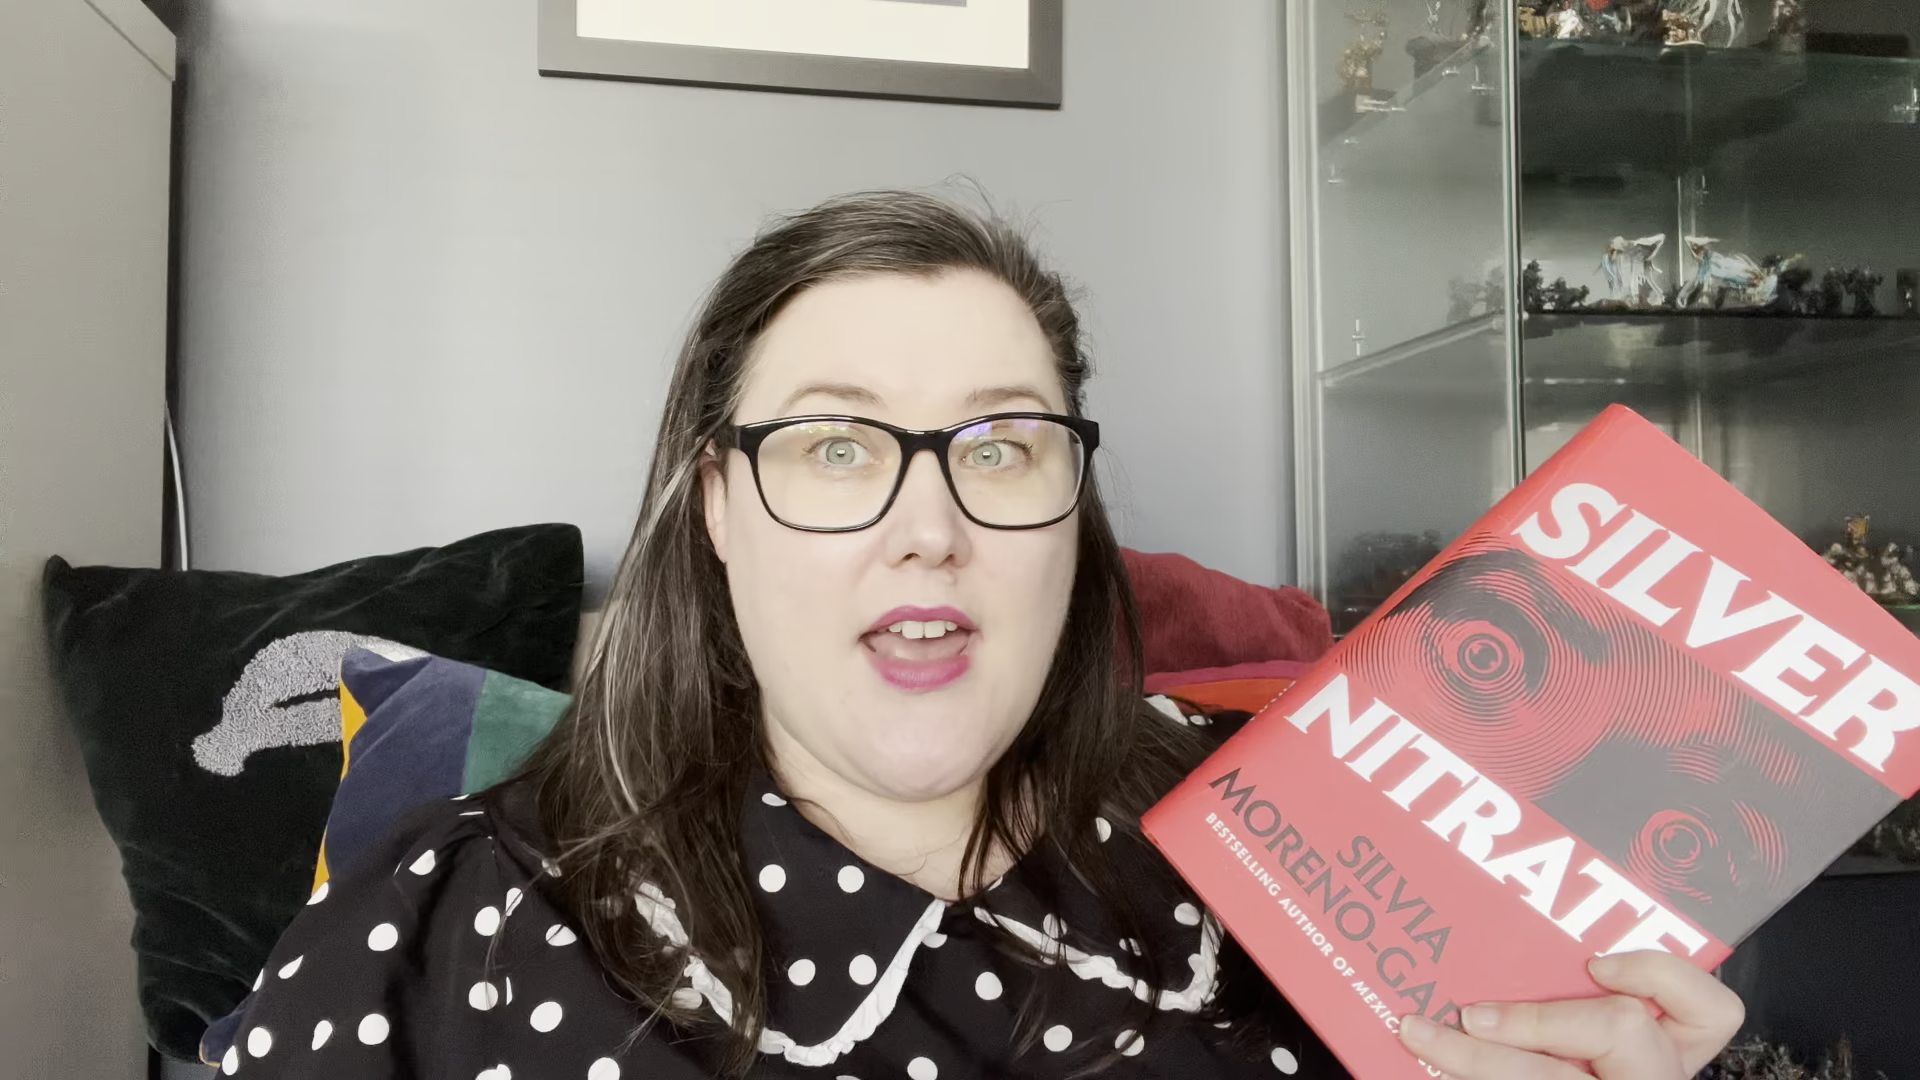 SILVER
NITRATE
SILVIA
MORENO-GAR
BESTSELLING AUTHOR OF MEXICA